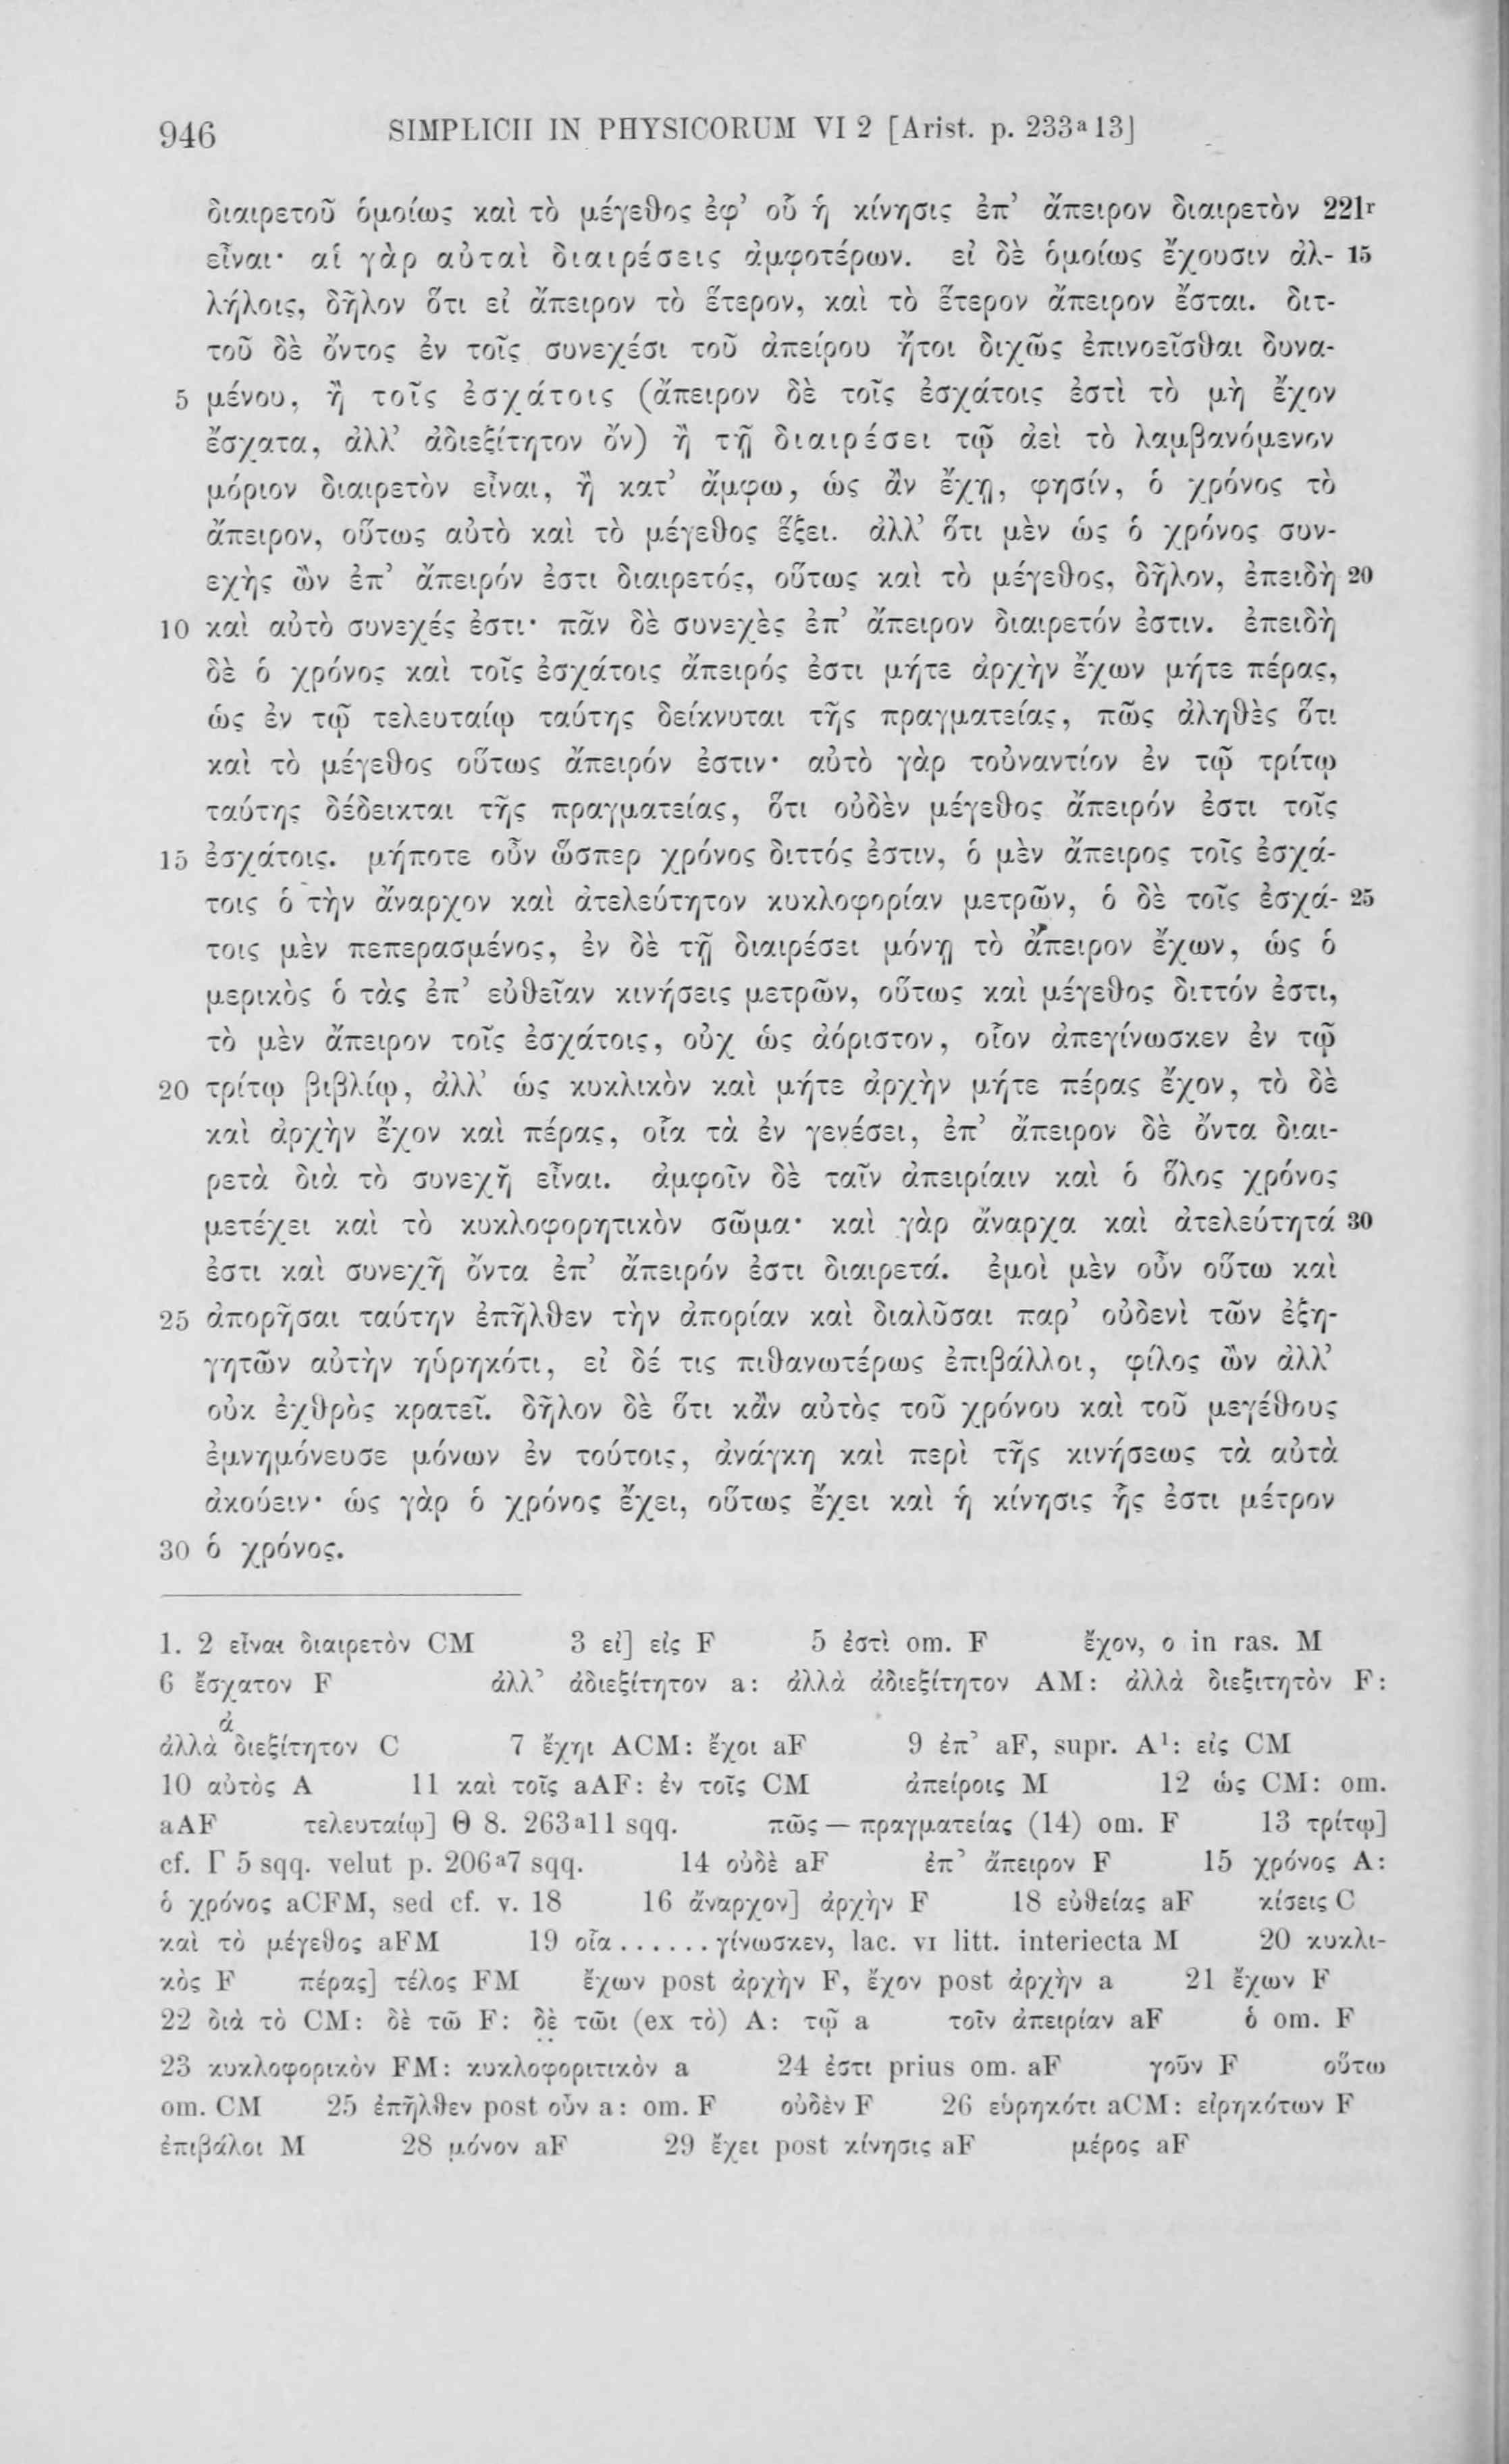 946 SIMPLICII IN PHYSICORUM VI 2 [Arist. p. 233ª13]
διαιρετοῦ ὁμοίως καὶ τὸ μέγεθος ἐφ’ οὗ ἡ κίνησις ἐπ’ ἄπειρον διαιρετὸν 221r
εἶναι· αἱ γὰρ αὐταὶ διαιρέσεις ἀμφοτέρων. εἰ δὲ ὁμοίως ἔχουσιν ἀλ- 15
λήλοις, δῆλον ὅτι εἰ ἄπειρον τὸ ἕτερον, καὶ τὸ ἕτερον ἄπειρον ἔσται. διτ-
τοῦ δὲ ὄντος ἐν τοῖς συνεχέσι τοῦ ἀπείρου ἤτοι διχῶς ἐπινοεῖσθαι δυνα-
5 μένου, ἢ τοῖς ἐσχάτοις (ἄπειρον δὲ τοῖς ἐσχάτοις ἐστὶ τὸ μὴ ἔχον
ἔσχατα, ἀλλ’ ἀδιεξίτητον ὄν) ἢ τῇ διαιρέσει τῷ ἀεὶ τὸ λαμβανόμενον
μόριον διαιρετὸν εἶναι, ἢ κατ’ ἄμφω, ὡς ἂν ἔχῃ, φησίν, ὁ χρόνος τὸ
ἄπειρον, οὕτως αὐτὸ καὶ τὸ μέγεθος ἕξει. ἀλλ’ ὅτι μὲν ὡς ὁ χρόνος συν-
εχὴς ὢν ἐπ’ ἄπειρόν ἐστι διαιρετός, οὕτως καὶ τὸ μέγεθος, δῆλον, ἐπειδὴ 20
10 καὶ αὐτὸ συνεχές ἐστι· πᾶν δὲ συνεχὲς ἐπ’ ἄπειρον διαιρετόν ἐστιν. ἐπειδὴ
δὲ ὁ χρόνος καὶ τοῖς ἐσχάτοις ἄπειρός ἐστι μήτε ἀρχὴν ἔχων μήτε πέρας,
ὡς ἐν τῷ τελευταίῳ ταύτης δείκνυται τῆς πραγματείας, πῶς ἀληθὲς ὅτι
καὶ τὸ μέγεθος οὕτως ἄπειρόν ἐστιν· αὐτὸ γὰρ τοὐναντίον ἐν τῷ τρίτῳ
ταύτης δέδεικται τῆς πραγματείας, ὅτι οὐδὲν μέγεθος ἄπειρόν ἐστι τοῖς
15 ἐσχάτοις. μήποτε οὖν ὥσπερ χρόνος διττός ἐστιν, ὁ μὲν ἄπειρος τοῖς ἐσχά-
τοις ὁ τὴν ἄναρχον καὶ ἀτελεύτητον κυκλοφορίαν μετρῶν, ὁ δὲ τοῖς ἐσχά- 25
τοις μὲν πεπερασμένος, ἐν δὲ τῇ διαιρέσει μόνῃ τὸ ἄπειρον ἔχων, ὡς ὁ
μερικὸς ὁ τὰς ἐπ’ εὐθεῖαν κινήσεις μετρῶν, οὕτως καὶ μέγεθος διττόν ἐστι,
τὸ μὲν ἄπειρον τοῖς ἐσχάτοις, οὐχ ὡς ἀόριστον, οἷον ἀπεγίνωσκεν ἐν τῷ
20 τρίτῳ βιβλίῳ, ἀλλ’ ὡς κυκλικὸν καὶ μήτε ἀρχὴν μήτε πέρας ἔχον, τὸ δὲ
καὶ ἀρχὴν ἔχον καὶ πέρας, οἷα τὰ ἐν γενέσει, ἐπ’ ἄπειρον δὲ ὄντα διαι-
ρετὰ διὰ τὸ συνεχῆ εἶναι. ἀμφοῖν δὲ ταῖν ἀπειρίαιν καὶ ὁ ὅλος χρόνος
μετέχει καὶ τὸ κυκλοφορητικὸν σῶμα· καὶ γὰρ ἄναρχα καὶ ἀτελεύτητά 30
ἐστι καὶ συνεχῆ ὄντα ἐπ’ ἄπειρόν ἐστι διαιρετά. ἐμοὶ μὲν οὖν οὕτω καὶ
25 ἀπορῆσαι ταύτην ἐπῆλθεν τὴν ἀπορίαν καὶ διαλῦσαι παρ’ οὐδενὶ τῶν ἐξη-
γητῶν αὐτὴν ηὑρηκότι, εἰ δέ τις πιθανωτέρως ἐπιβάλλοι, φίλος ὢν ἀλλ’
οὐκ ἐχθρὸς κρατεῖ. δῆλον δὲ ὅτι κἂν αὐτὸς τοῦ χρόνου καὶ τοῦ μεγέθους
ἐμνημόνευσε μόνων ἐν τούτοις, ἀνάγκη καὶ περὶ τῆς κινήσεως τὰ αὐτὰ
ἀκούειν· ὡς γὰρ ὁ χρόνος ἔχει, οὕτως ἔχει καὶ ἡ κίνησις ἧς ἐστι μέτρον
30 ὁ χρόνος.
1. 2 εἶναι διαιρετὸν CM 3 εἰ] εἰς F 5 ἐστὶ om. F ἔχον, ο in ras. M
6 ἔσχατον F ἀλλ’ ἀδιεξίτητον a: ἀλλὰ ἀδιεξίτητον AM: ἀλλὰ διεξιτητὸν F:
ἀ
ἀλλὰ διεξίτητον C 7 ἔχηι ACM: ἔχοι aF 9 ἐπ’ aF, supr. A¹: εἰς CM
10 αὐτὸς A 11 καὶ τοῖς aAF: ἐν τοῖς CM ἀπείροις M 12 ὡς CM: om.
aAF τελευταίῳ] Θ 8. 263ª11 sqq. πῶς — πραγματείας (14) om. F 13 τρίτῳ]
cf. Γ 5 sqq. velut p. 206ª7 sqq. 14 οὐδὲ aF ἐπ’ ἄπειρον F 15 χρόνος A:
ὁ χρόνος aCFM, sed cf. v. 18 16 ἄναρχον] ἀρχὴν F 18 εὐθείας aF κίσεις C
καὶ τὸ μέγεθος aFM 19 οἷα ...... γίνωσκεν, lac. VI litt. interiecta M 20 κυκλι-
κὸς F πέρας] τέλος FM ἔχων post ἀρχὴν F, ἔχον post ἀρχὴν a 21 ἔχων F
22 διὰ τὸ CM: δὲ τῶ F: δὲ τῶι (ex τὸ) A: τῷ a τοῖν ἀπειρίαν aF ὁ om. F
23 κυκλοφορικὸν FM: κυκλοφοριτικὸν a 24 ἐστι prius om. aF γοῦν F οὕτω
om. CM 25 ἐπῆλθεν post οὖν a: om. F οὐδὲν F 26 εὑρηκότι aCM: εἰρηκότων F
ἐπιβάλοι M 28 μόνον aF 29 ἔχει post κίνησις aF μέρος aF